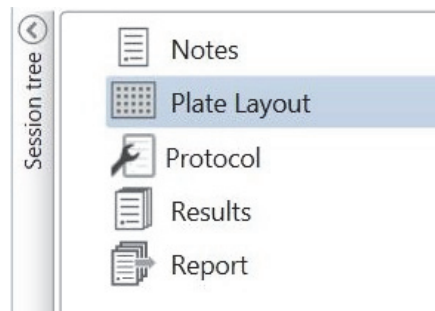 Session tree
Notes
Plate Layout
Protocol
Results
Report